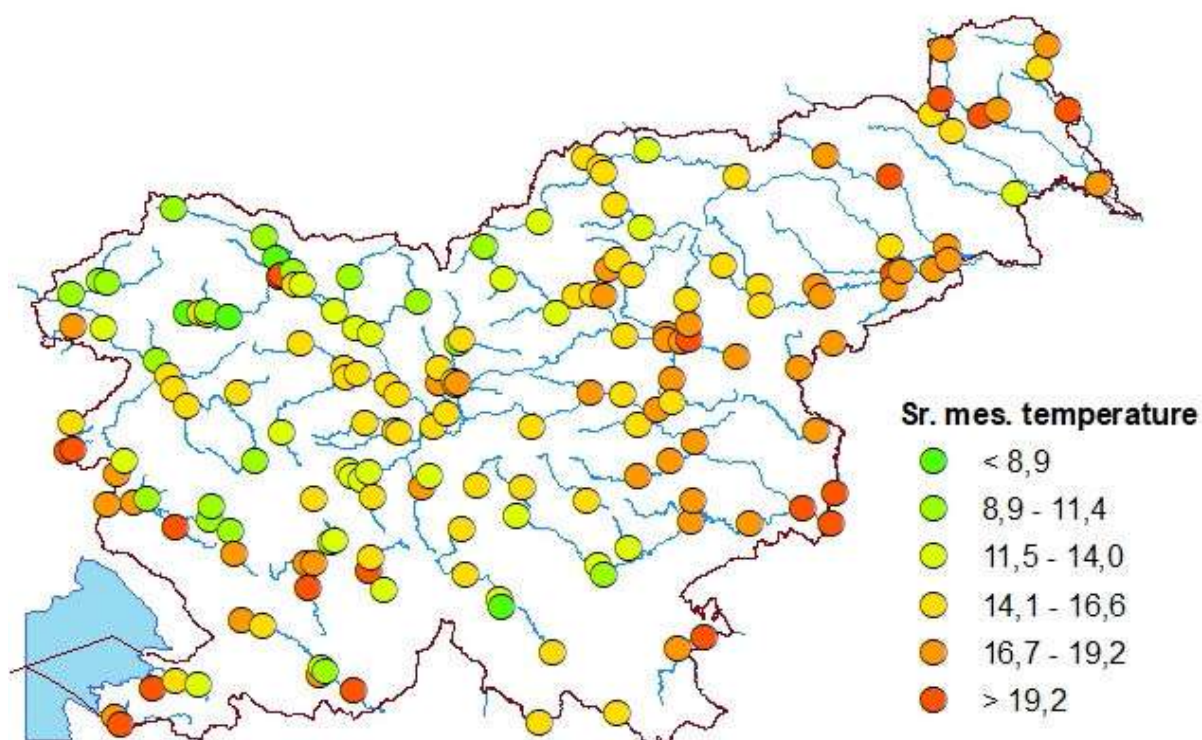 Sr. mes. temperature
< 8,9
8,9 - 11,4
11,5 - 14,0
14,1 - 16,6
16,7 - 19,2
> 19,2